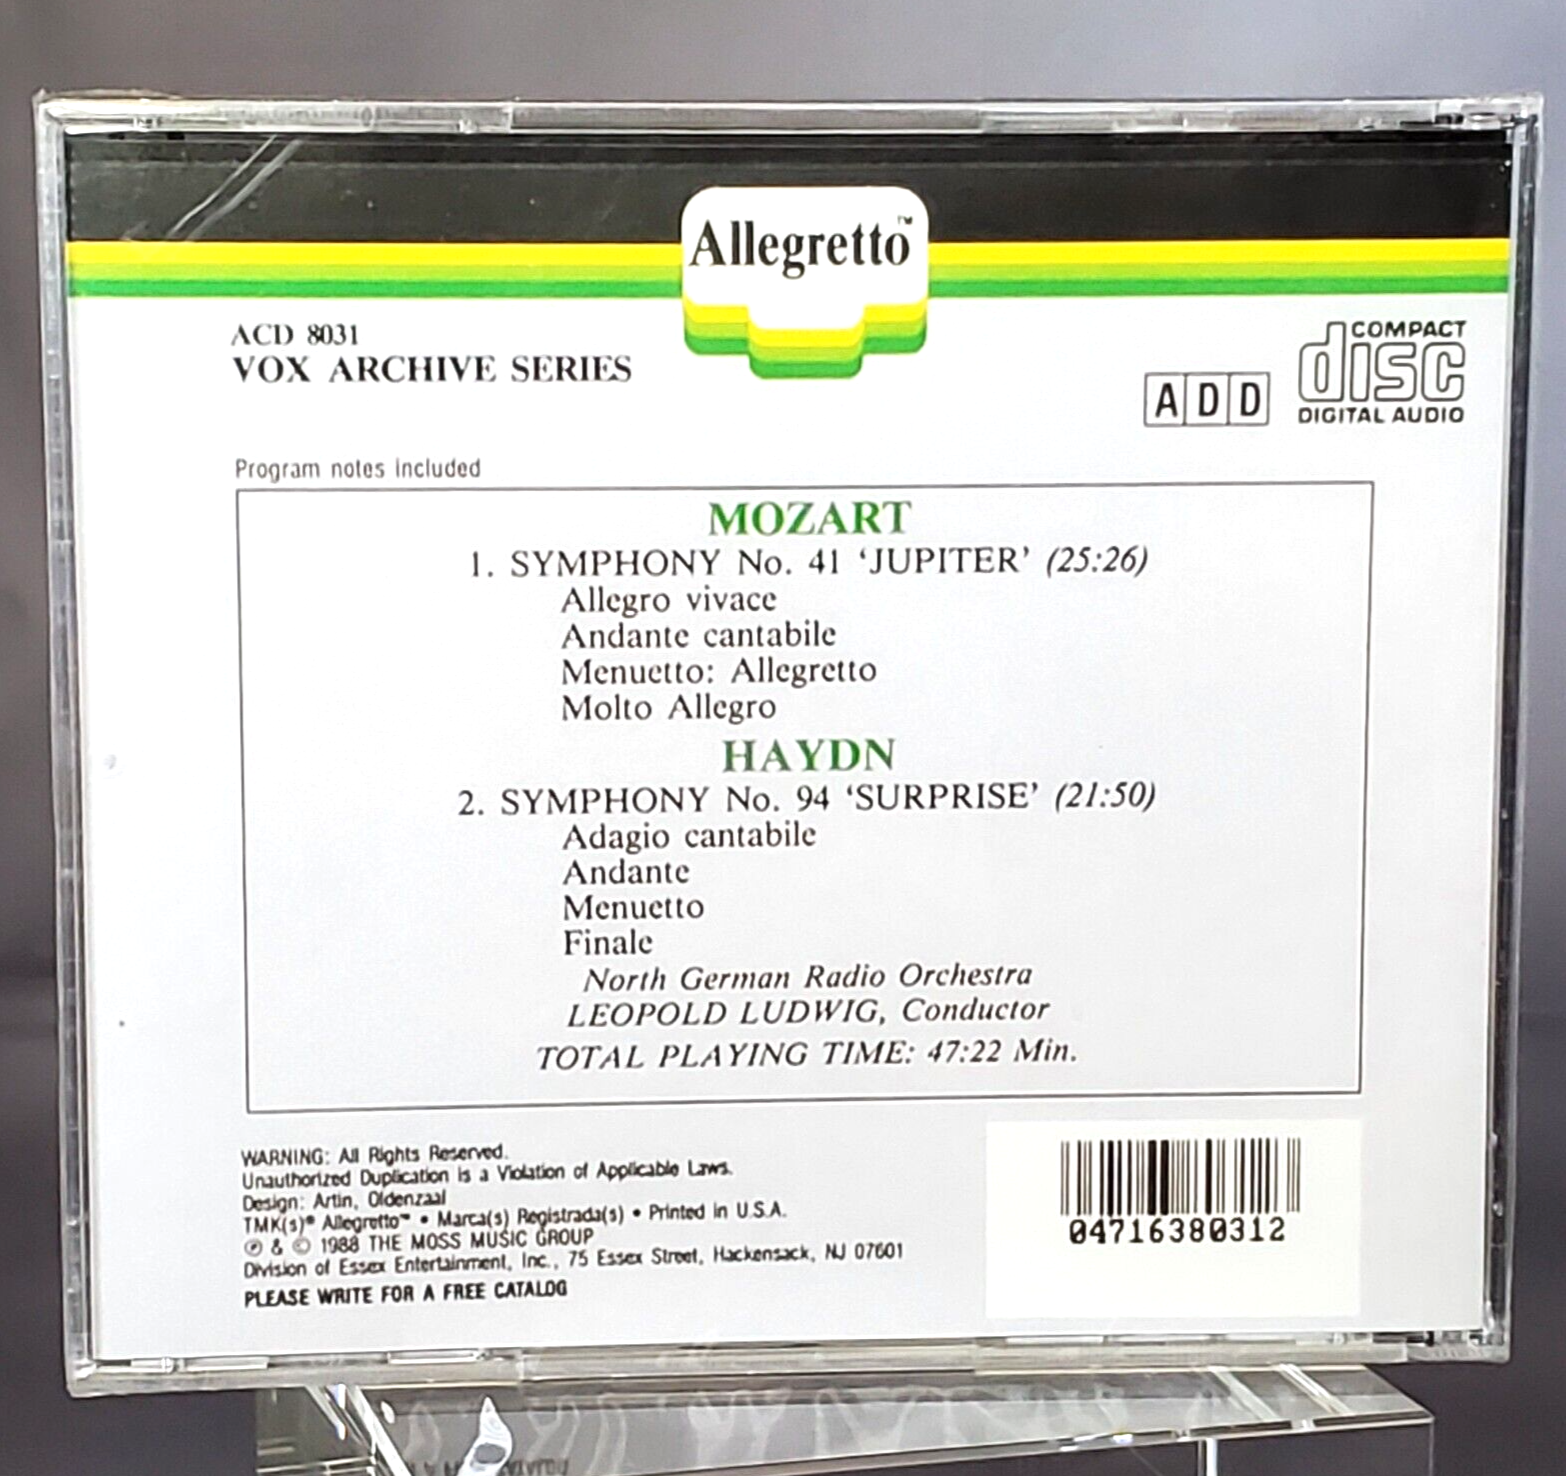 Allegretto™
ACD 8031
VOX ARCHIVE SERIES
ADD
COMPACT
disc
DIGITAL AUDIO
Program notes included
MOZART
1. SYMPHONY No. 41 ‘JUPITER’ (25:26)
Allegro vivace
Andante cantabile
Menuetto: Allegretto
Molto Allegro
HAYDN
2. SYMPHONY No. 94 ‘SURPRISE’ (21:50)
Adagio cantabile
Andante
Menuetto
Finale
North German Radio Orchestra
LEOPOLD LUDWIG, Conductor
TOTAL PLAYING TIME: 47:22 Min.
WARNING: All Rights Reserved.
Unauthorized Duplication is a Violation of Applicable Laws.
Design: Artin, Oldenzaal
TMK(s)® Allegretto™ • Marca(s) Registrada(s) • Printed in U.S.A.
℗ & © 1988 THE MOSS MUSIC GROUP
Division of Essex Entertainment, Inc., 75 Essex Street, Hackensack, NJ 07601
PLEASE WRITE FOR A FREE CATALOG
04716380312